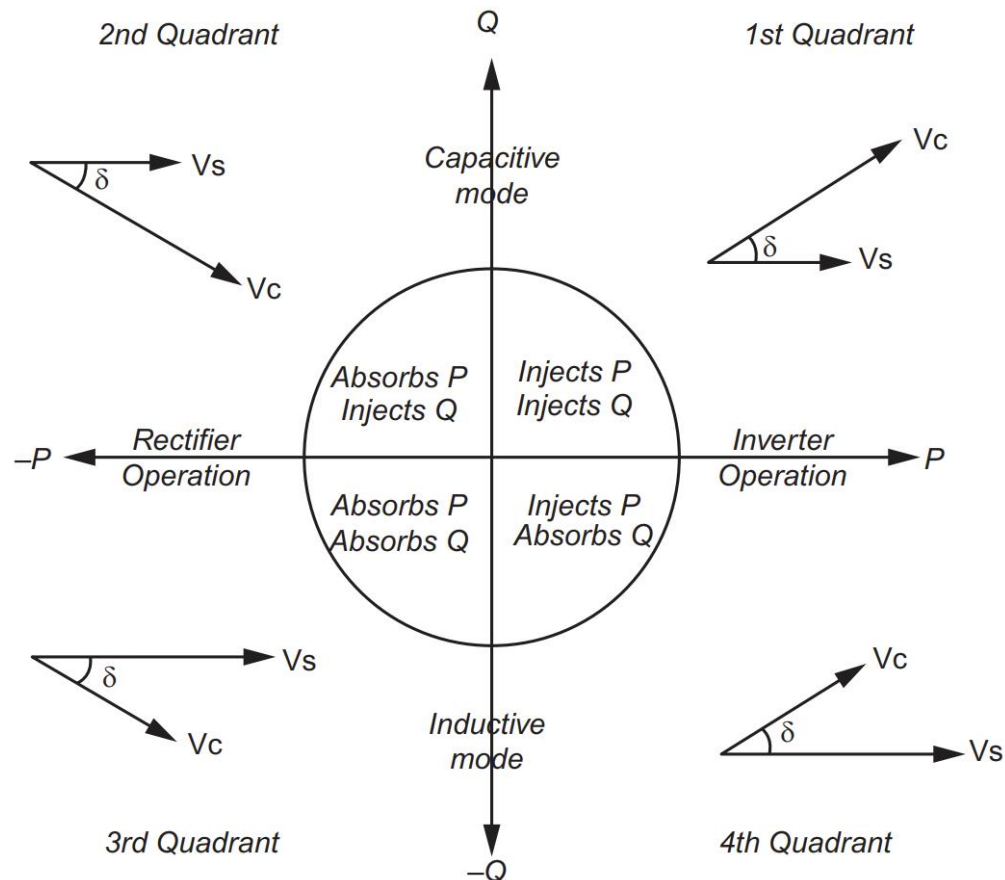 2nd Quadrant
Q
1st Quadrant
Vs
δ
Vc
Capacitive
mode
Vc
δ
Vs
Absorbs P
Injects Q
Injects P
Injects Q
–P
Rectifier
Operation
Inverter
Operation
P
Absorbs P
Absorbs Q
Injects P
Absorbs Q
Vs
δ
Vc
Inductive
mode
Vc
δ
Vs
3rd Quadrant
–Q
4th Quadrant